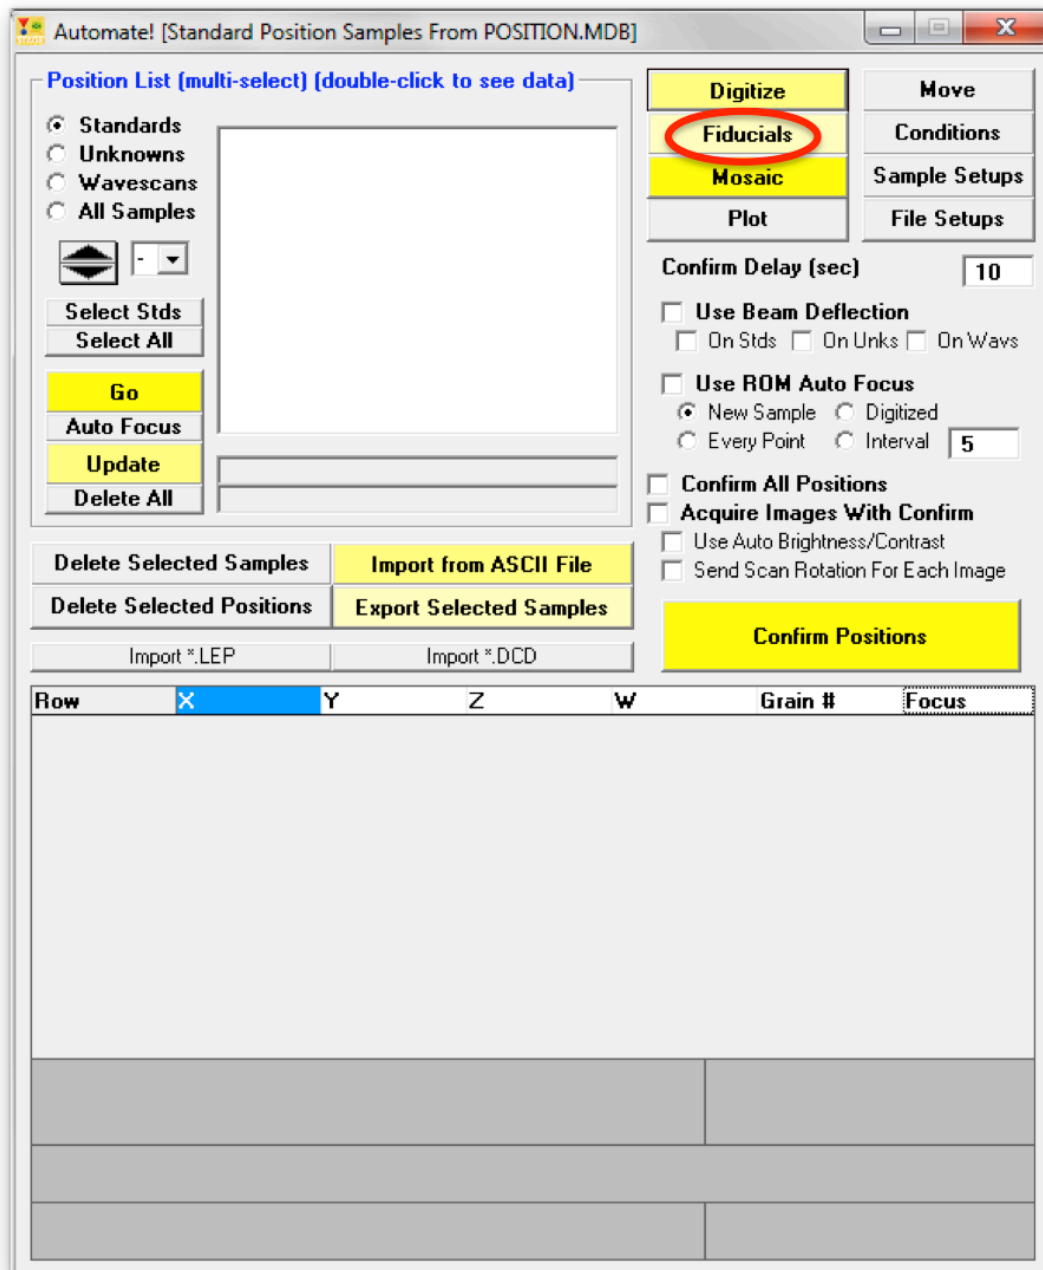 Automate! [Standard Position Samples From POSITION.MDB]
Position List (multi-select) (double-click to see data)
Standards
Unknowns
Wavescans
All Samples
-
Select Stds
Select All
Go
Auto Focus
Update
Delete All
Delete Selected Samples
Import from ASCII File
Delete Selected Positions
Export Selected Samples
Import *.LEP
Import *.DCD
Digitize
Move
Fiducials
Conditions
Mosaic
Sample Setups
Plot
File Setups
Confirm Delay (sec) 10
Use Beam Deflection
On Stds On Unks On Wavs
Use ROM Auto Focus
New Sample Digitized
Every Point Interval 5
Confirm All Positions
Acquire Images With Confirm
Use Auto Brightness/Contrast
Send Scan Rotation For Each Image
Confirm Positions
Row X Y Z W Grain # Focus